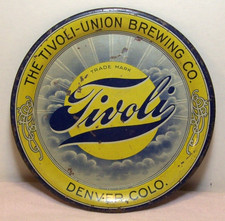 THE TIVOLI-UNION BREWING CO.
TRADE MARK
Tivoli
DENVER, COLO.